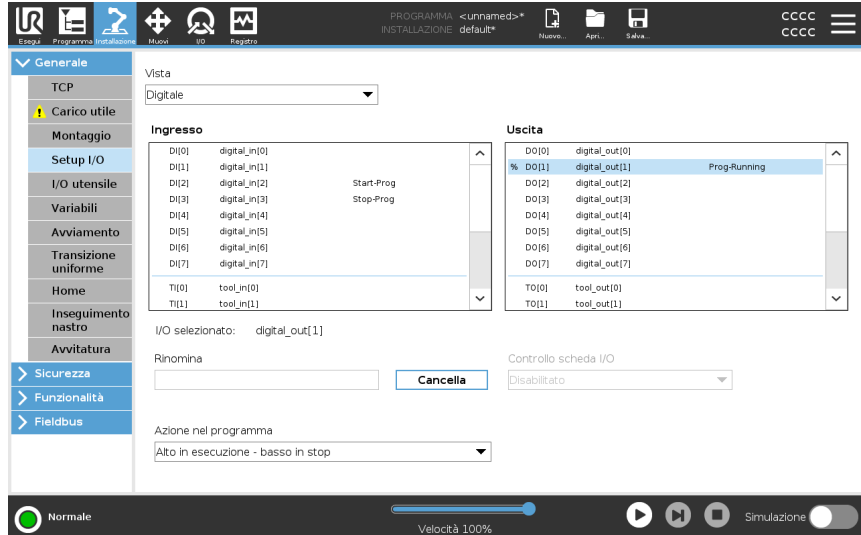 UR
PROGRAMMA <unnamed>*
INSTALLAZIONE default*
Esegui Programma Installazione Muovi I/O Registro Nuovo... Apri... Salva...
CCCC
CCCC
Generale
TCP
Carico utile
Montaggio
Setup I/O
I/O utensile
Variabili
Avviamento
Transizione
uniforme
Home
Inseguimento
nastro
Avvitatura
Sicurezza
Funzionalità
Fieldbus
Vista
Digitale
Ingresso
DI[0] digital_in[0]
DI[1] digital_in[1]
DI[2] digital_in[2] Start-Prog
DI[3] digital_in[3] Stop-Prog
DI[4] digital_in[4]
DI[5] digital_in[5]
DI[6] digital_in[6]
DI[7] digital_in[7]
TI[0] tool_in[0]
TI[1] tool_in[1]
Uscita
DO[0] digital_out[0]
% DO[1] digital_out[1] Prog-Running
DO[2] digital_out[2]
DO[3] digital_out[3]
DO[4] digital_out[4]
DO[5] digital_out[5]
DO[6] digital_out[6]
DO[7] digital_out[7]
TO[0] tool_out[0]
TO[1] tool_out[1]
I/O selezionato: digital_out[1]
Rinomina
Cancella
Controllo scheda I/O
Disabilitato
Azione nel programma
Alto in esecuzione - basso in stop
Normale
Velocità 100%
Simulazione